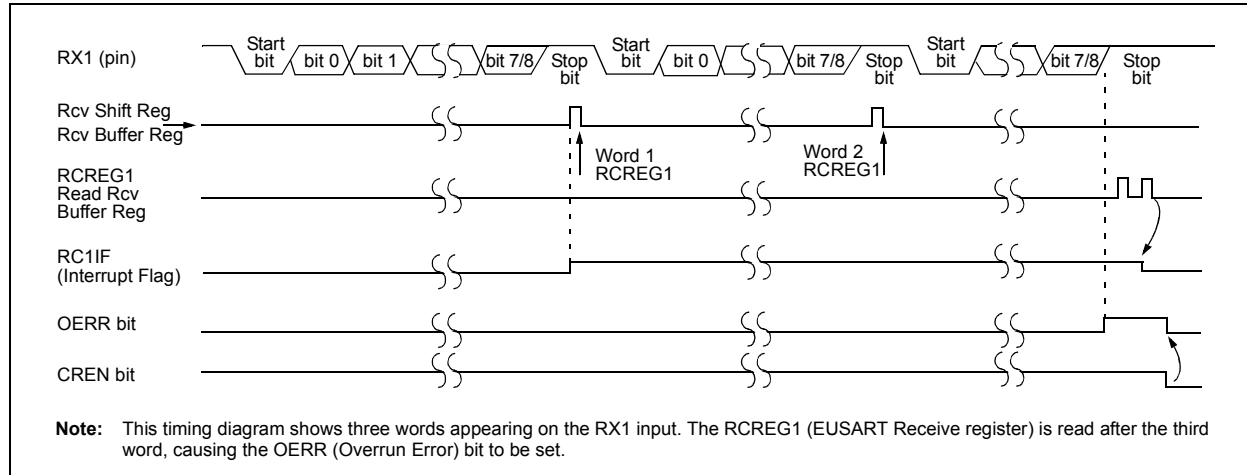 RX1 (pin)
Start bit
bit 0
bit 1
bit 7/8
Stop bit
Start bit
bit 0
bit 7/8
Stop bit
Start bit
bit 7/8
Stop bit
Rcv Shift Reg
Rcv Buffer Reg
Word 1
RCREG1
Word 2
RCREG1
RCREG1
Read Rcv
Buffer Reg
RC1IF
(Interrupt Flag)
OERR bit
CREN bit
Note: This timing diagram shows three words appearing on the RX1 input. The RCREG1 (EUSART Receive register) is read after the third
word, causing the OERR (Overrun Error) bit to be set.